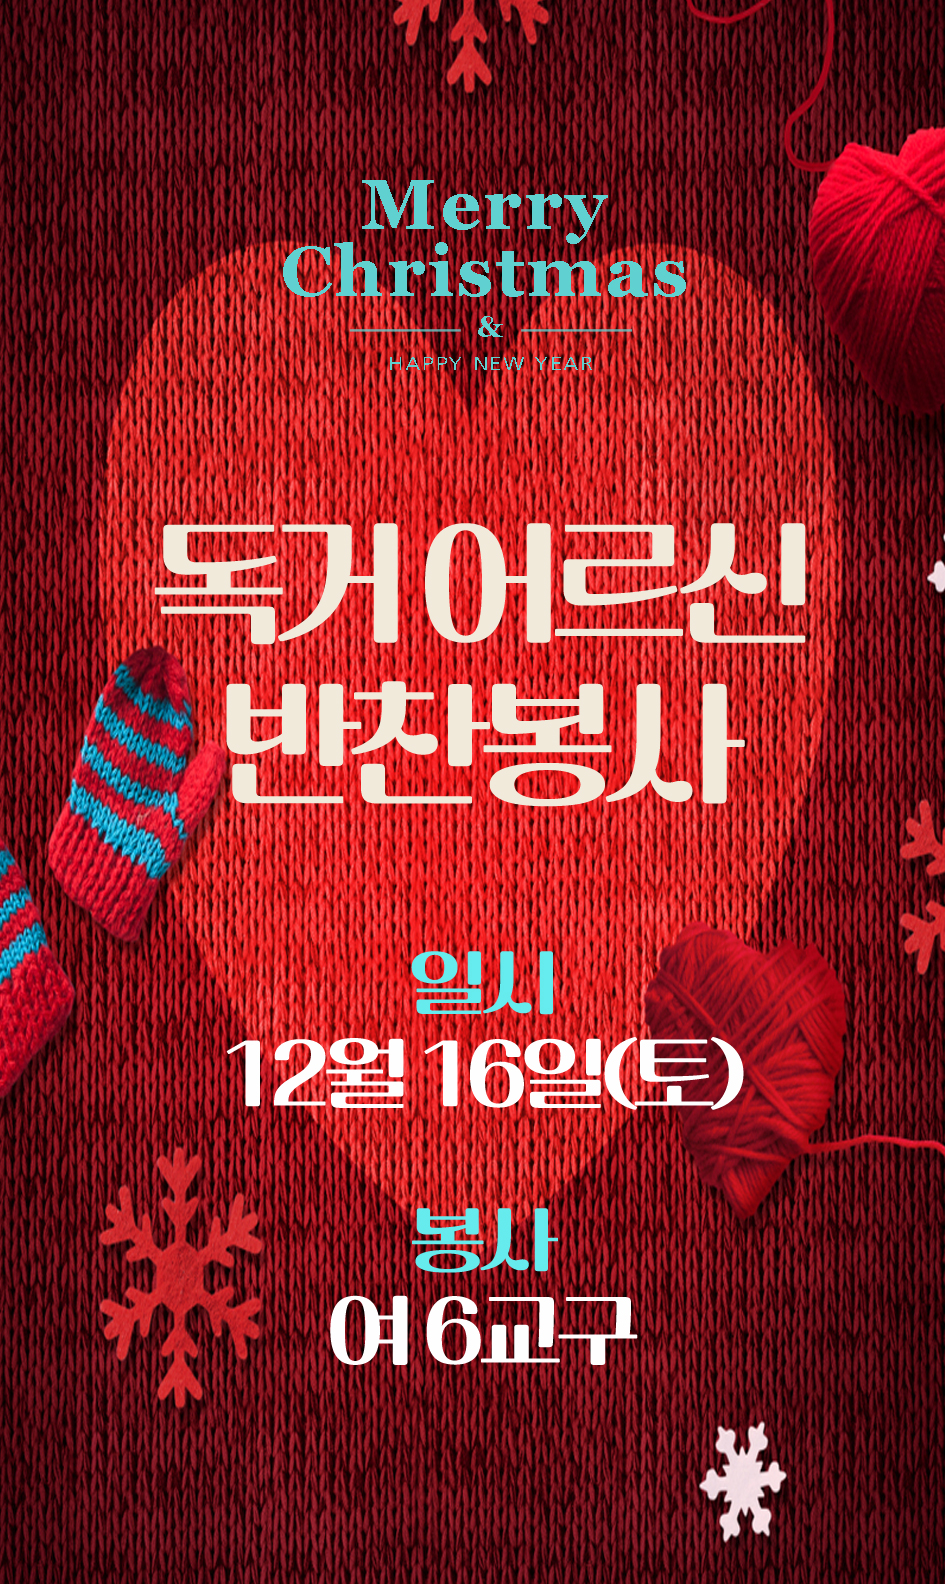 Merry
Christmas
&
HAPPY NEW YEAR
독거 어르신
반찬봉사
일시
12월 16일(토)
봉사
여 6교구